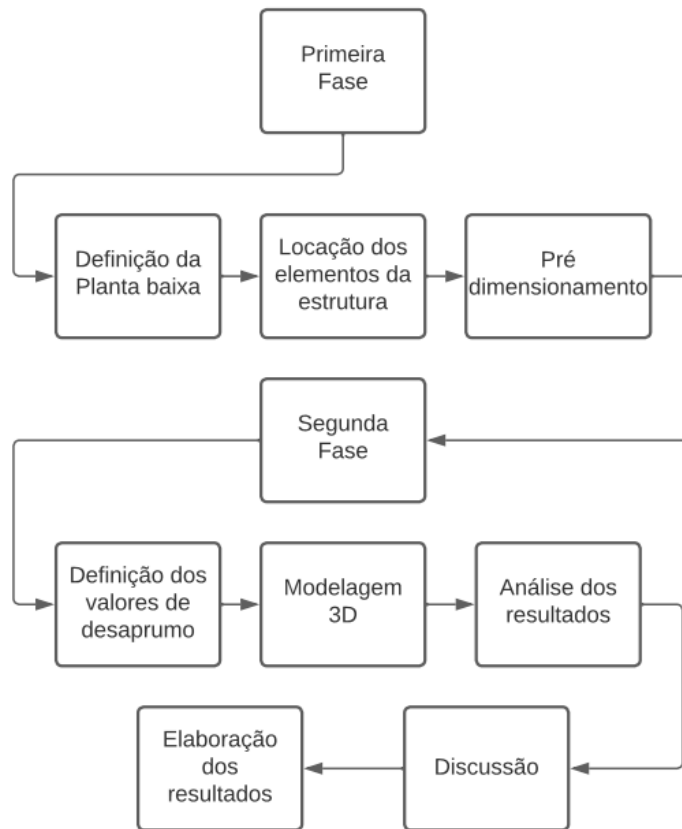 Primeira
Fase
Definição da
Planta baixa
Locação dos
elementos da
estrutura
Pré
dimensionamento
Segunda
Fase
Definição dos
valores de
desaprumo
Modelagem
3D
Análise dos
resultados
Discussão
Elaboração
dos
resultados